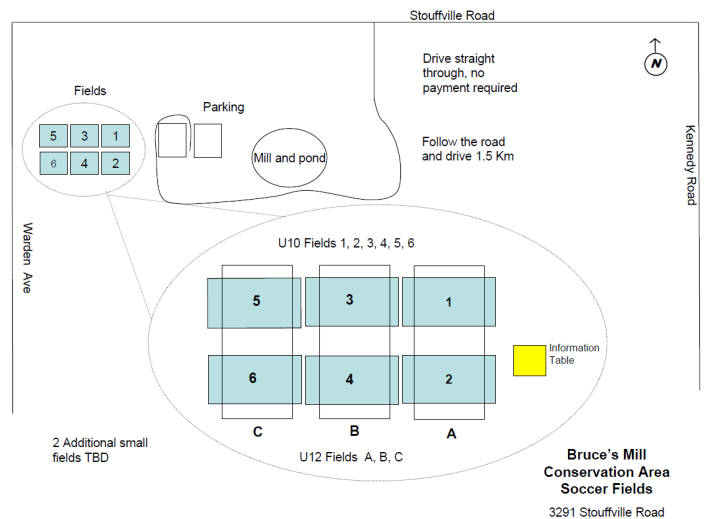 Stouffville Road
Drive straight
through, no
payment required
N
Fields
Parking
5 3 1
6 4 2
Mill and pond
Follow the road
and drive 1.5 Km
Kennedy Road
Warden Ave
U10 Fields 1, 2, 3, 4, 5, 6
5 3 1
6 4 2
Information
Table
C B A
U12 Fields A, B, C
2 Additional small
fields TBD
Bruce's Mill
Conservation Area
Soccer Fields
3291 Stouffville Road